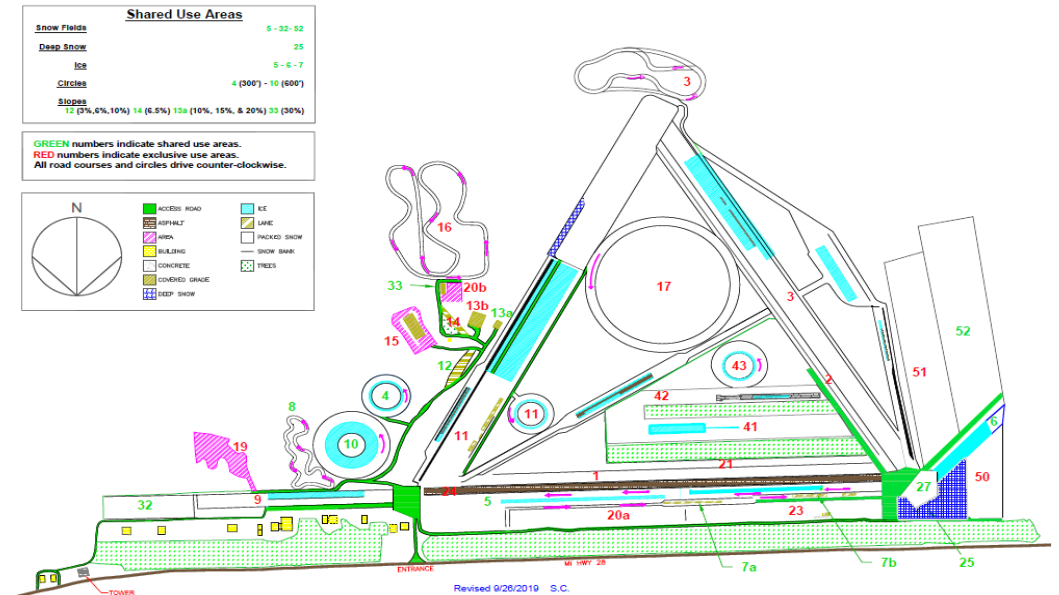 Shared Use Areas
Snow Fields 5 - 32- 52
Deep Snow 25
Ice 5 - 6 - 7
Circles 4 (300') - 10 (600')
Slopes
12 (3%,6%,10%) 14 (6.5%) 13a (10%, 15%, & 20%) 33 (30%)
GREEN numbers indicate shared use areas.
RED numbers indicate exclusive use areas.
All road courses and circles drive counter-clockwise.
N
ACCESS ROAD
ASPHALT
AREA
BUILDING
CONCRETE
COVERED GRADE
DEEP SNOW
ICE
LANE
PACKED SNOW
SNOW BANK
TREES
3
16
33
20b
13b
13a
14
15
17
12
3
52
51
2
43
4
42
8
11
11
41
6
10
19
21
1
50
24
27
9
5
32
20a
23
7a
7b
25
ENTRANCE
MI HWY 28
TOWER
Revised 9/26/2019 S.C.